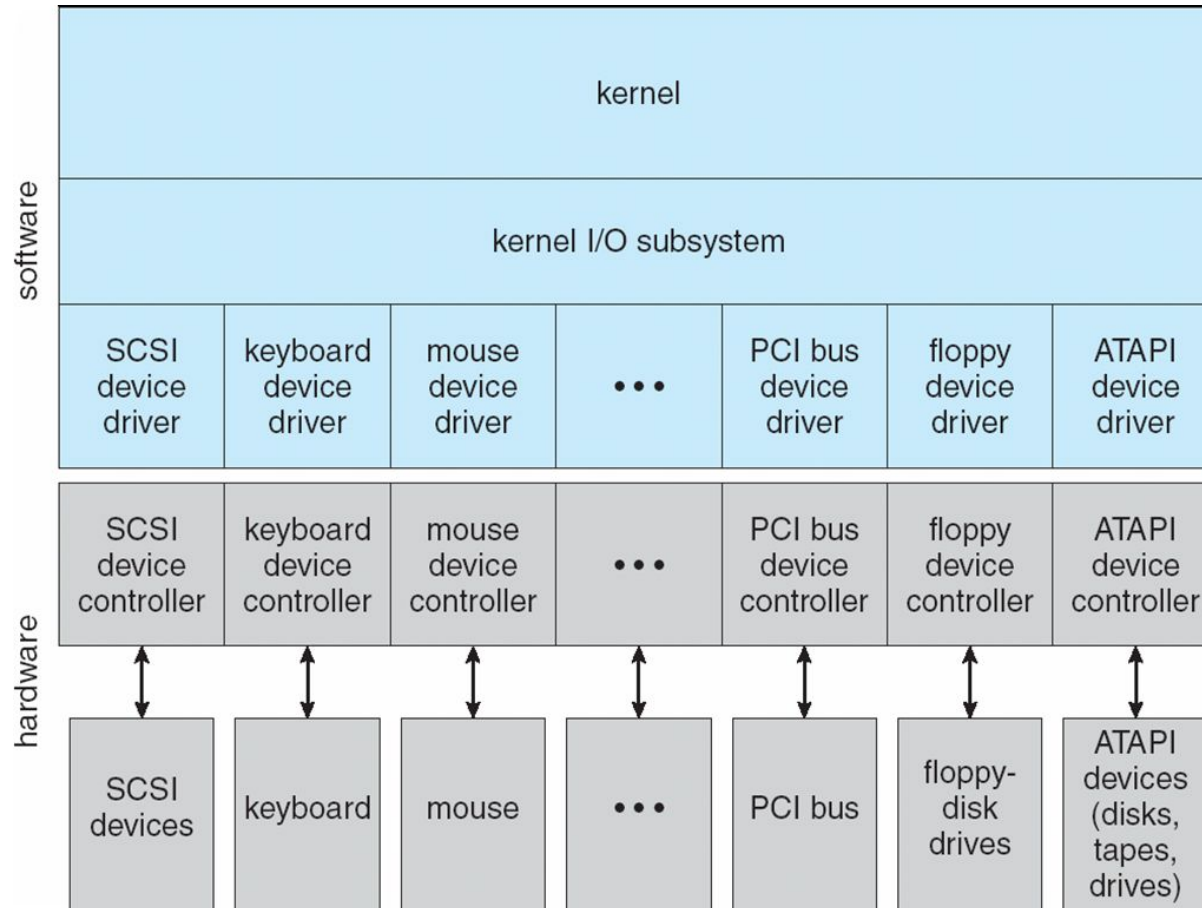 software
kernel
kernel I/O subsystem
SCSI
device
driver
keyboard
device
driver
mouse
device
driver
•••
PCI bus
device
driver
floppy
device
driver
ATAPI
device
driver
hardware
SCSI
device
controller
keyboard
device
controller
mouse
device
controller
•••
PCI bus
device
controller
floppy
device
controller
ATAPI
device
controller
SCSI
devices
keyboard
mouse
•••
PCI bus
floppy-
disk
drives
ATAPI
devices
(disks,
tapes,
drives)